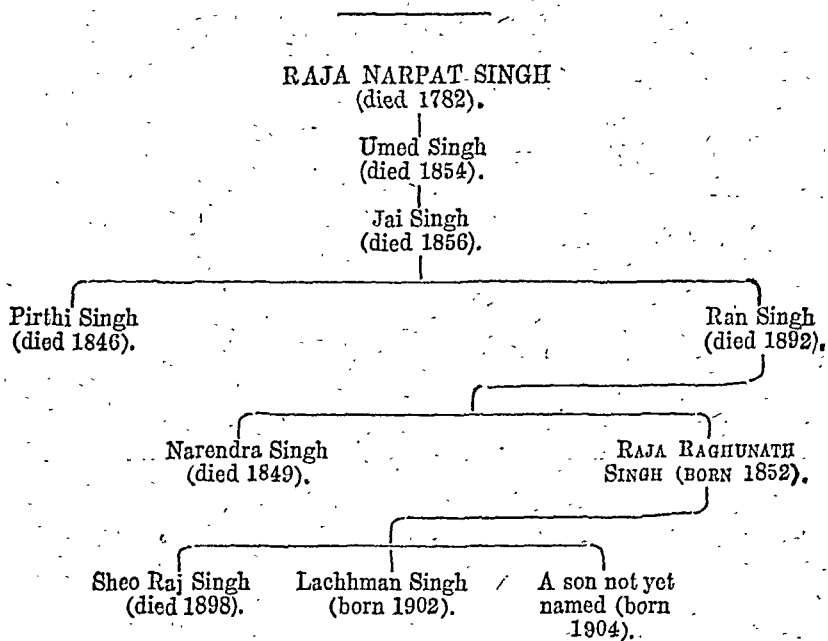 RAJA NARPAT SINGH
(died 1782).
Umed Singh
(died 1854).
Jai Singh
(died 1856).
Pirthi Singh
(died 1846).
Ran Singh
(died 1892).
Narendra Singh
(died 1849).
RAJA RAGHUNATH
SINGH (BORN 1852).
Sheo Raj Singh
(died 1898).
Lachhman Singh
(born 1902).
A son not yet
named (born
1904).